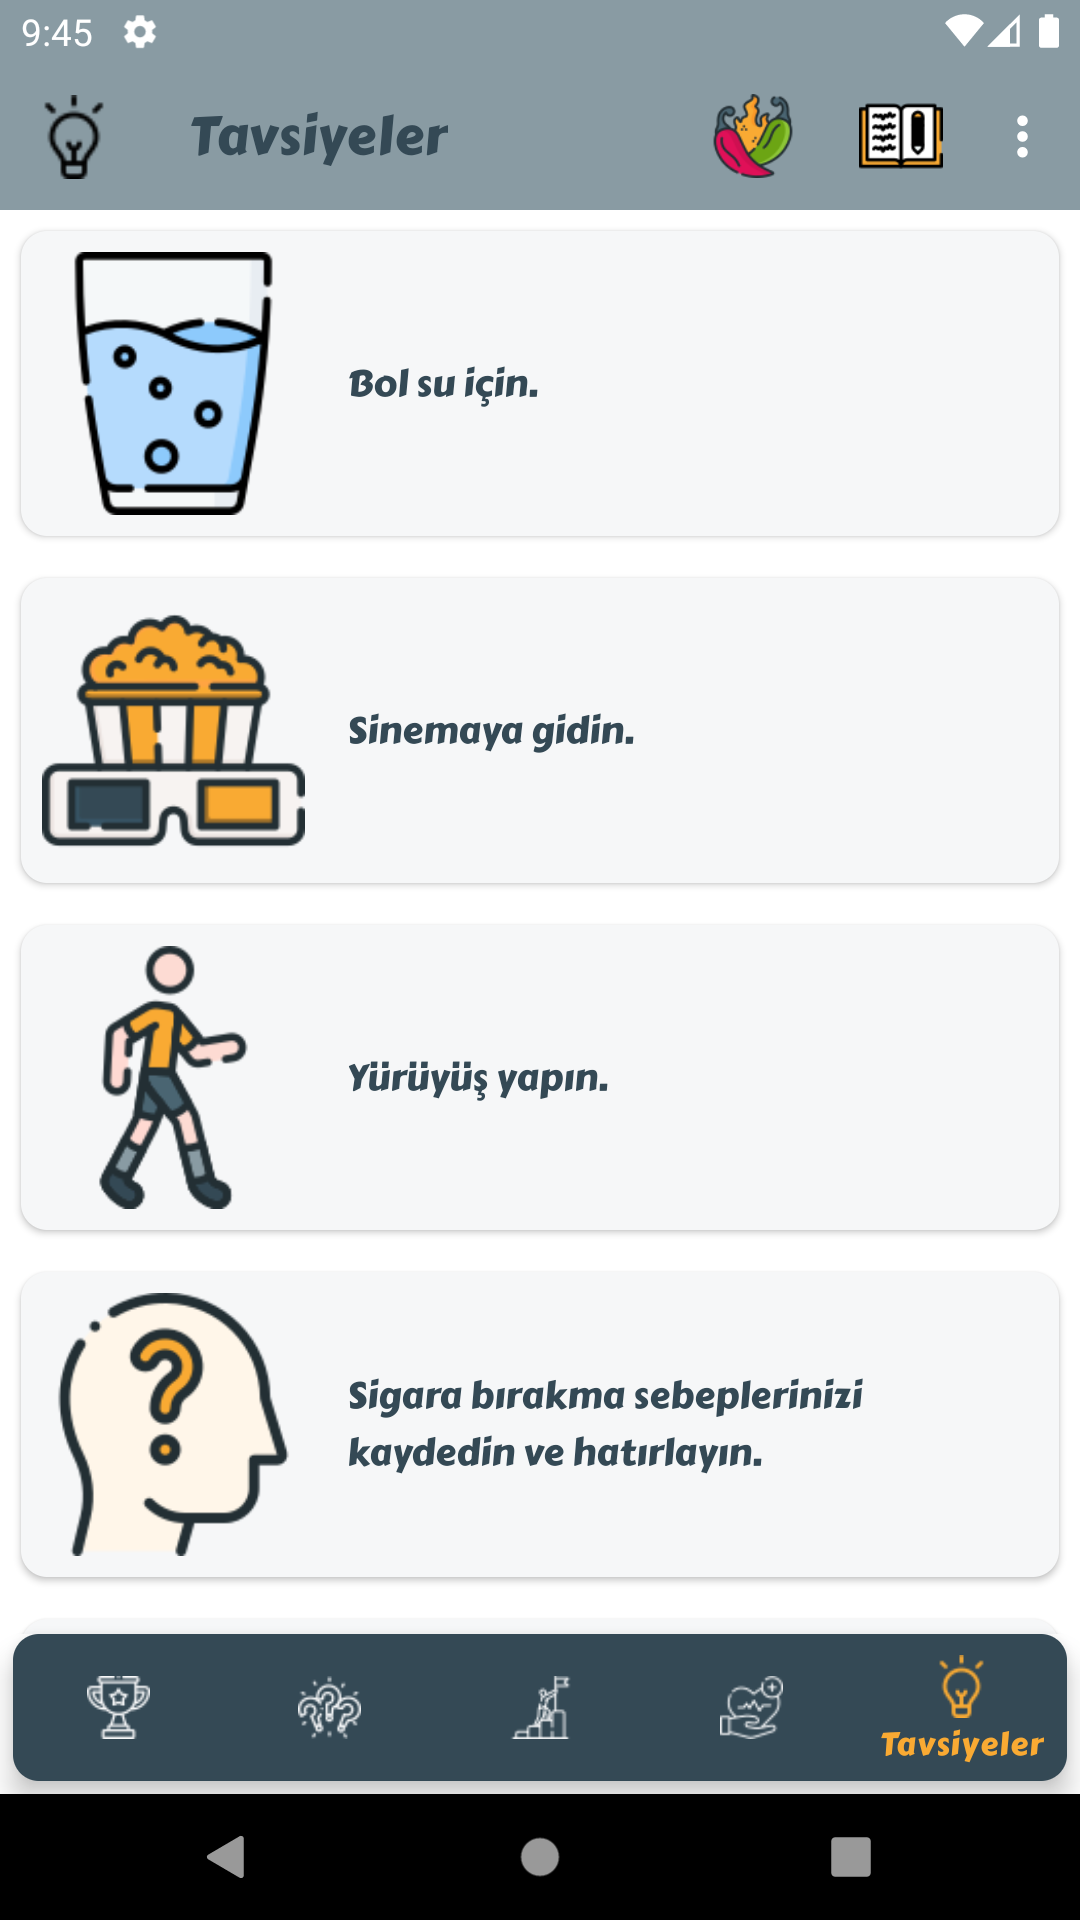 9:45
Tavsiyeler
Bol su için.
Sinemaya gidin.
Yürüyüş yapın.
Sigara bırakma sebeplerinizi
kaydedin ve hatırlayın.
Tavsiyeler